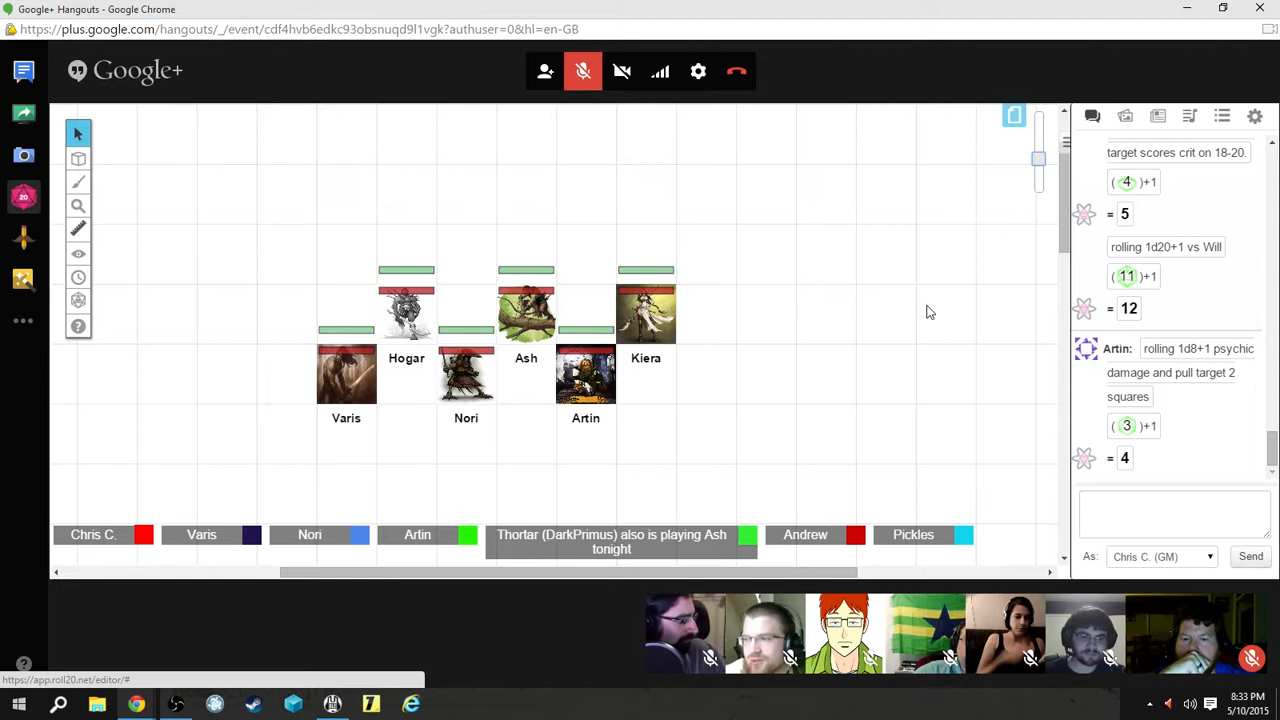 Google+ Hangouts - Google Chrome
https://plus.google.com/hangouts/_/event/cdf4hvb6edkc93obsnuqd9l1vgk?authuser=0&hl=en-GB
Google+
20
target scores crit on 18-20.
(4)+1
= 5
rolling 1d20+1 vs Will
(11)+1
= 12
Artin: rolling 1d8+1 psychic
damage and pull target 2
squares
(3)+1
= 4
Hogar
Ash
Kiera
Varis
Nori
Artin
Chris C.
Varis
Nori
Artin
Thortar (DarkPrimus) also is playing Ash
tonight
Andrew
Pickles
As: Chris C. (GM) Send
https://app.roll20.net/editor/#
8:33 PM
5/10/2015